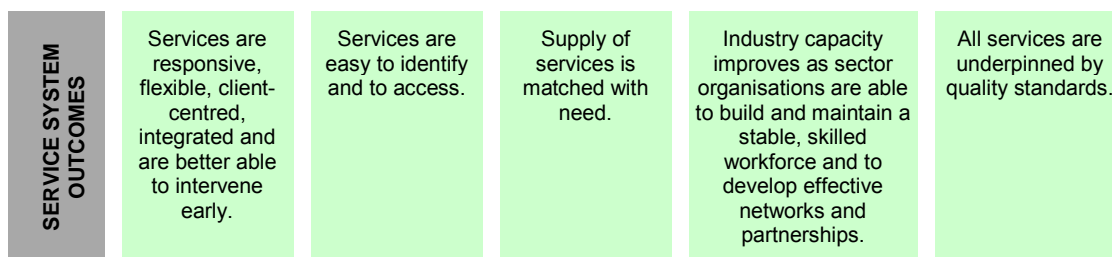 SERVICE SYSTEM
OUTCOMES
Services are
responsive,
flexible, client-
centred,
integrated and
are better able
to intervene
early.
Services are
easy to identify
and to access.
Supply of
services is
matched with
need.
Industry capacity
improves as sector
organisations are able
to build and maintain a
stable, skilled
workforce and to
develop effective
networks and
partnerships.
All services are
underpinned by
quality standards.